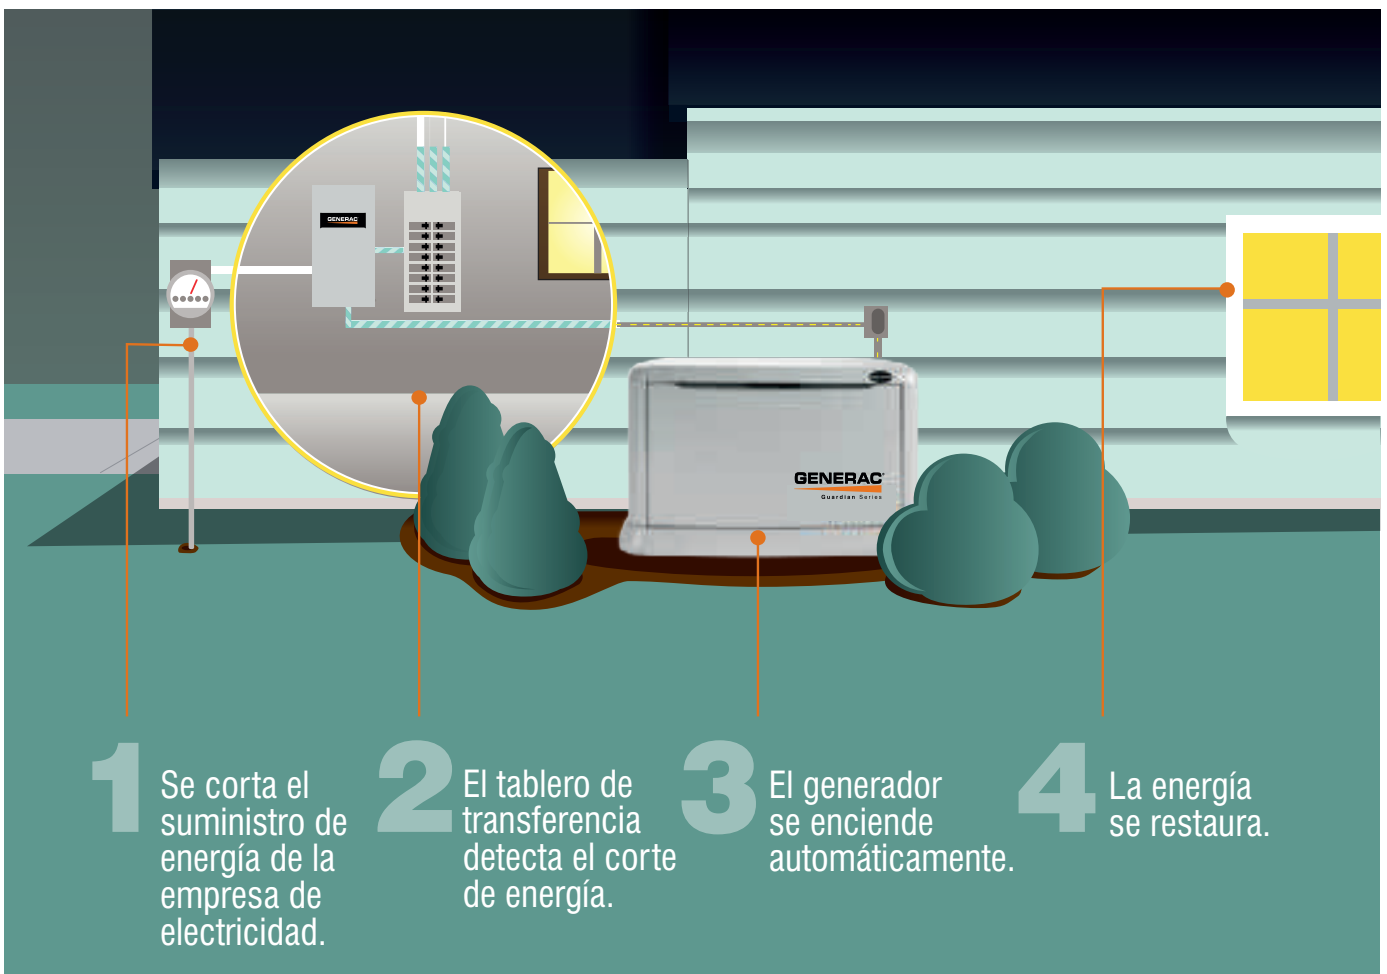 GENERAC
GENERAC
Guardian Series
1
Se corta el
suministro de
energía de la
empresa de
electricidad.
2
El tablero de
transferencia
detecta el corte
de energía.
3
El generador
se enciende
automáticamente.
4
La energía
se restaura.